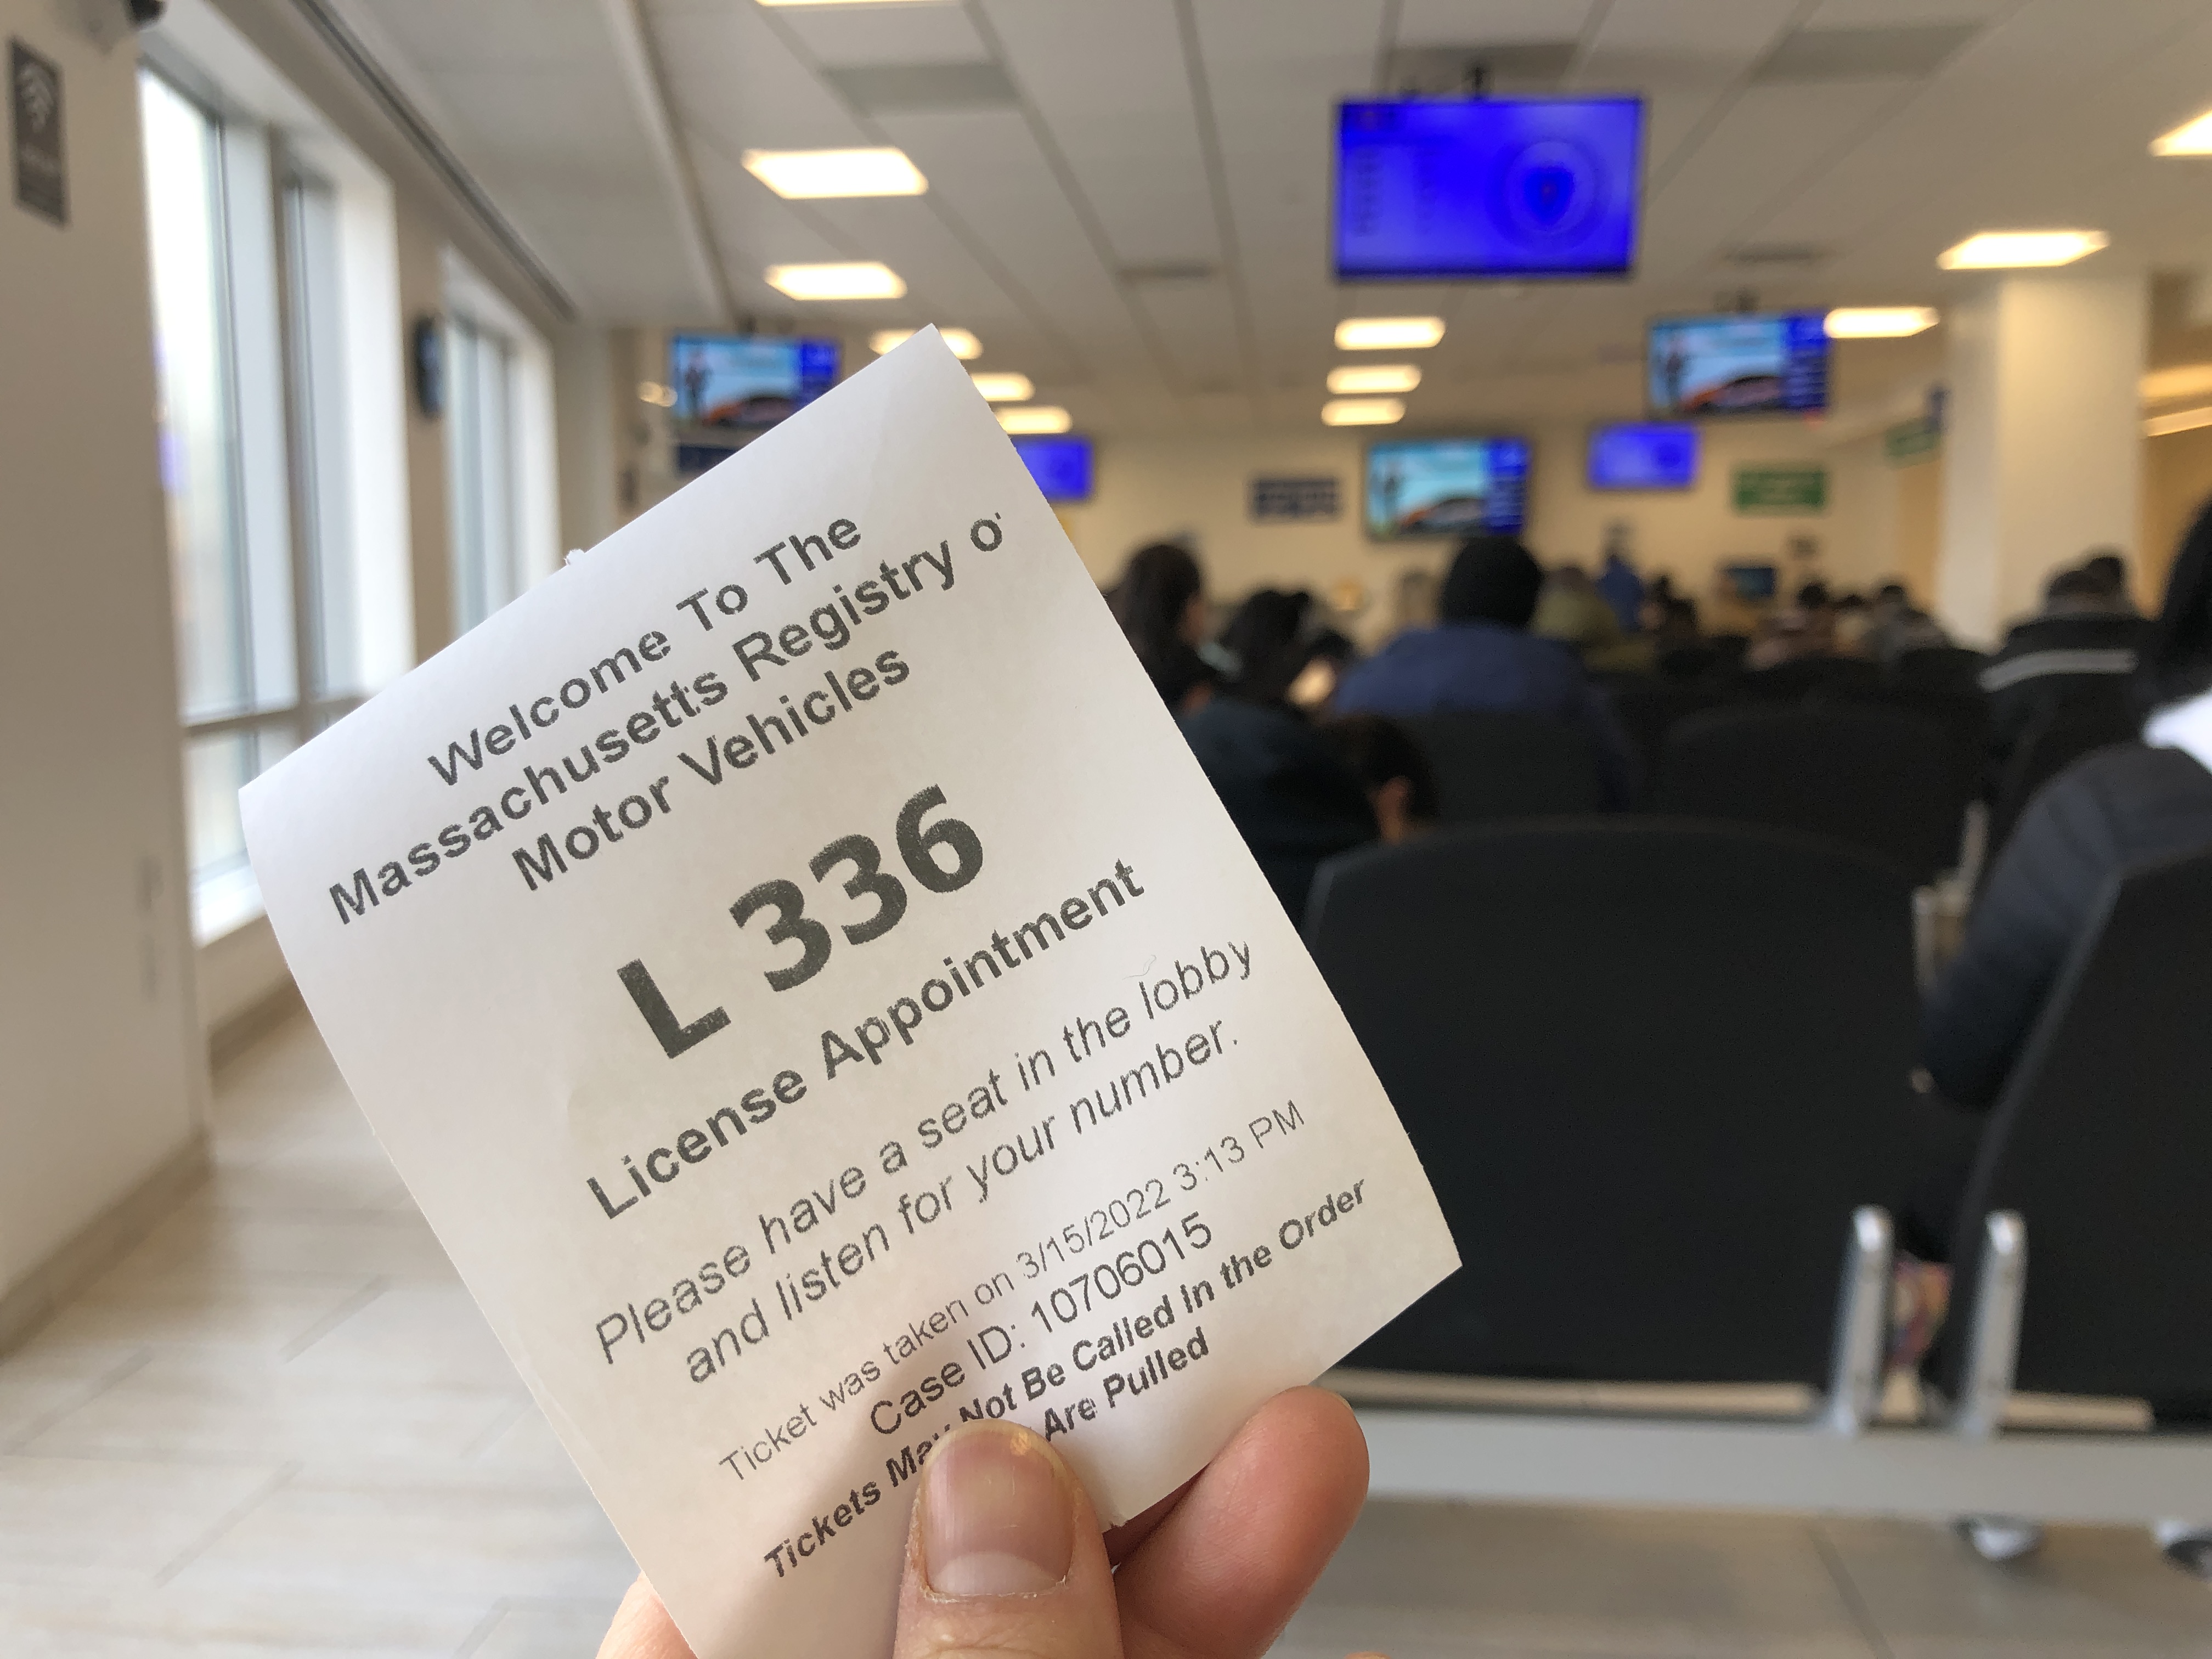 Welcome To The
Massachusetts Registry o
Motor Vehicles
L 336
License Appointment
Please have a seat in the lobby
and listen for your number.
Ticket was taken on 3/15/2022 3:13 PM
Case ID: 10706015
Tickets May Not Be Called In the Order
Are Pulled